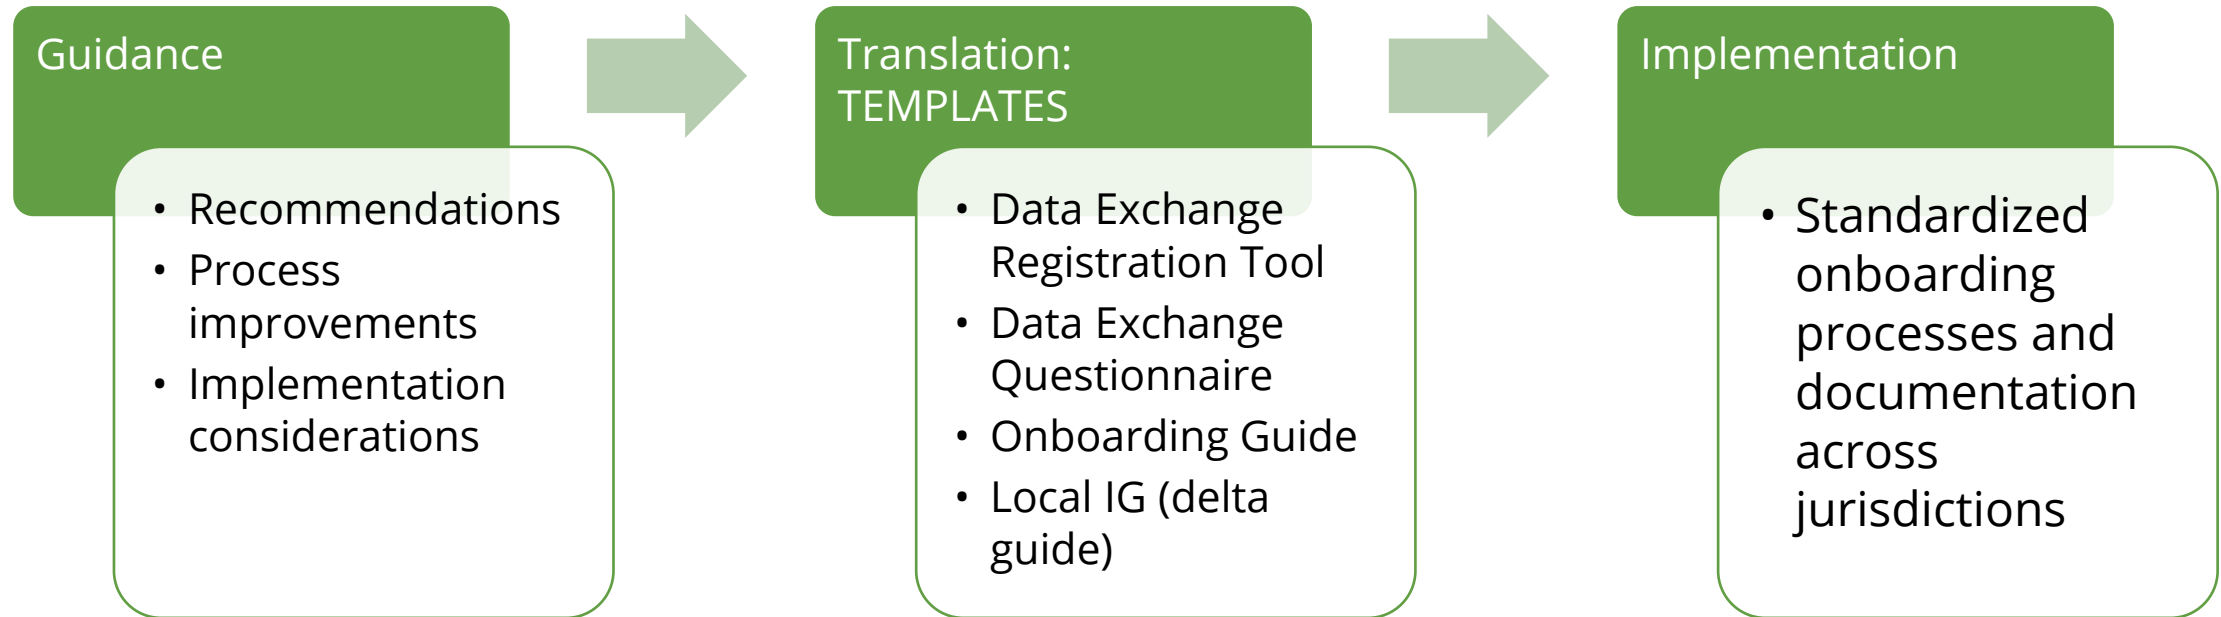 Guidance
• Recommendations
• Process
improvements
• Implementation
considerations
Translation:
TEMPLATES
• Data Exchange
Registration Tool
• Data Exchange
Questionnaire
• Onboarding Guide
• Local IG (delta
guide)
Implementation
• Standardized
onboarding
processes and
documentation
across
jurisdictions